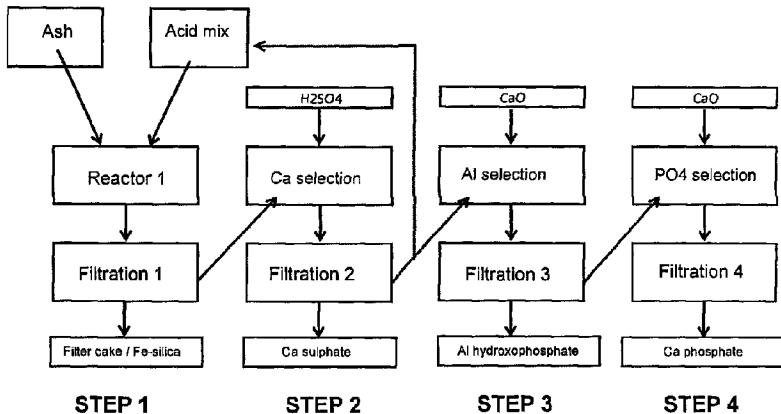 Ash
Acid mix
H2SO4
CaO
CaO
Reactor 1
Ca selection
Al selection
PO4 selection
Filtration 1
Filtration 2
Filtration 3
Filtration 4
Filter cake / Fe-silica
Ca sulphate
Al hydroxophosphate
Ca phosphate
STEP 1
STEP 2
STEP 3
STEP 4